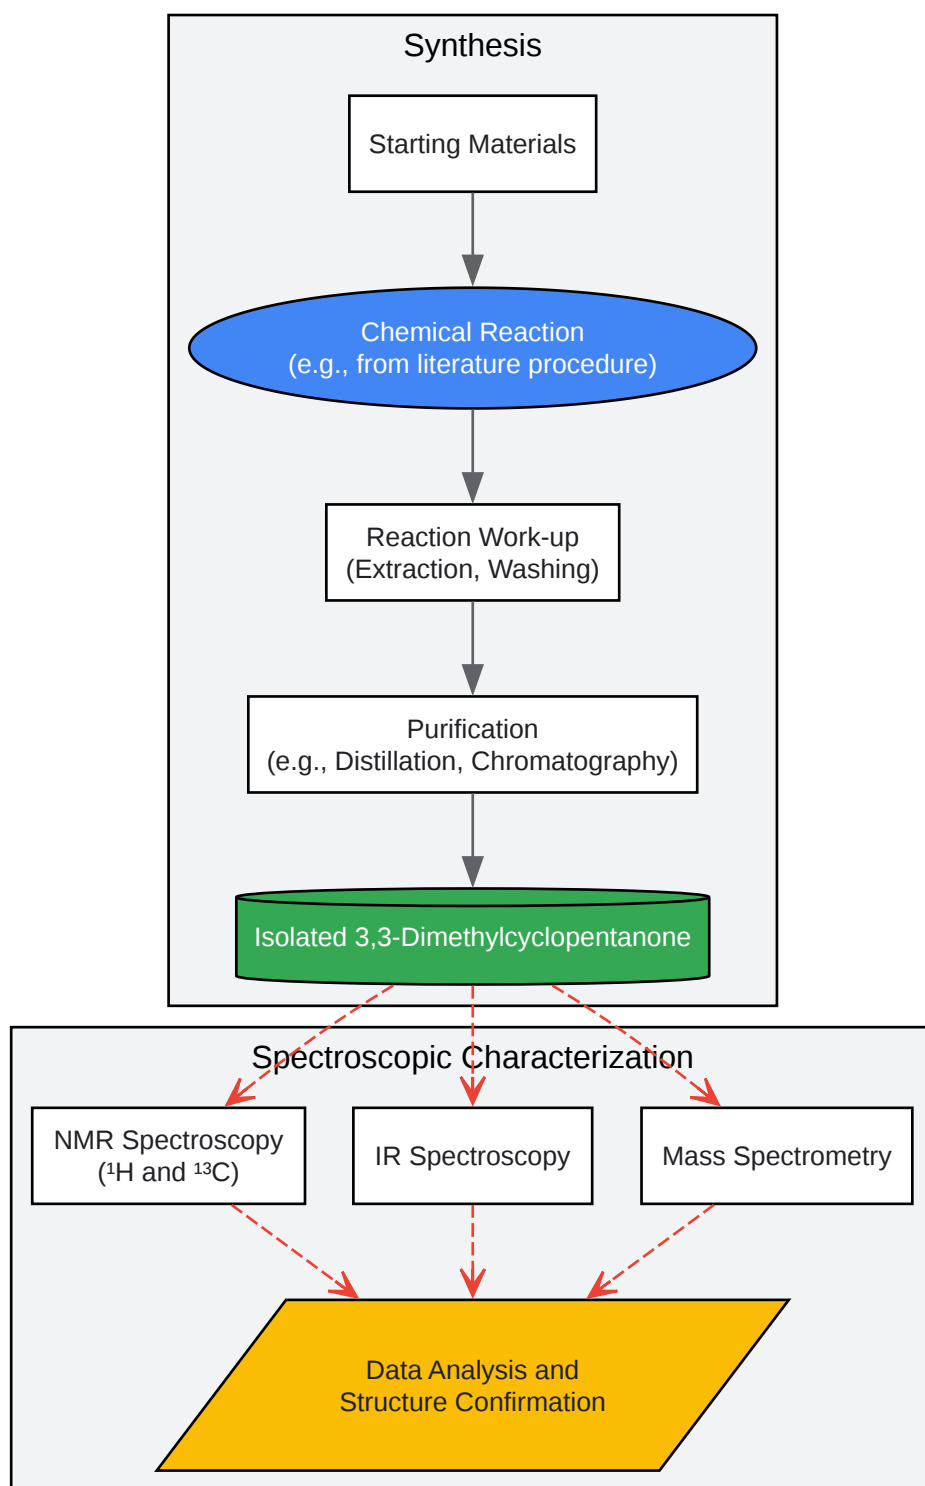 Synthesis
Starting Materials
Chemical Reaction
(e.g., from literature procedure)
Reaction Work-up
(Extraction, Washing)
Purification
(e.g., Distillation, Chromatography)
Isolated 3,3-Dimethylcyclopentanone
Spectroscopic Characterization
NMR Spectroscopy
(¹H and ¹³C)
IR Spectroscopy
Mass Spectrometry
Data Analysis and
Structure Confirmation